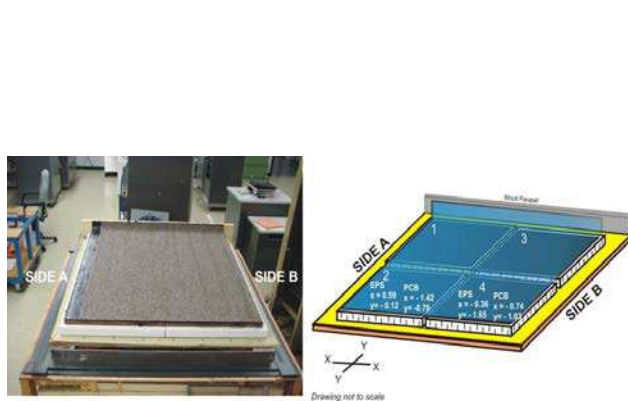 SIDE A
SIDE B
Wood Parapet
1
3
SIDE A
2
4
EPS PCB EPS PCB
x = 0.59 x = -1.42 x = -0.36 x = -0.74
y= -0.12 y= -0.75 y= -1.65 y= -1.03
SIDE B
Y
X X
Y
Drawing not to scale